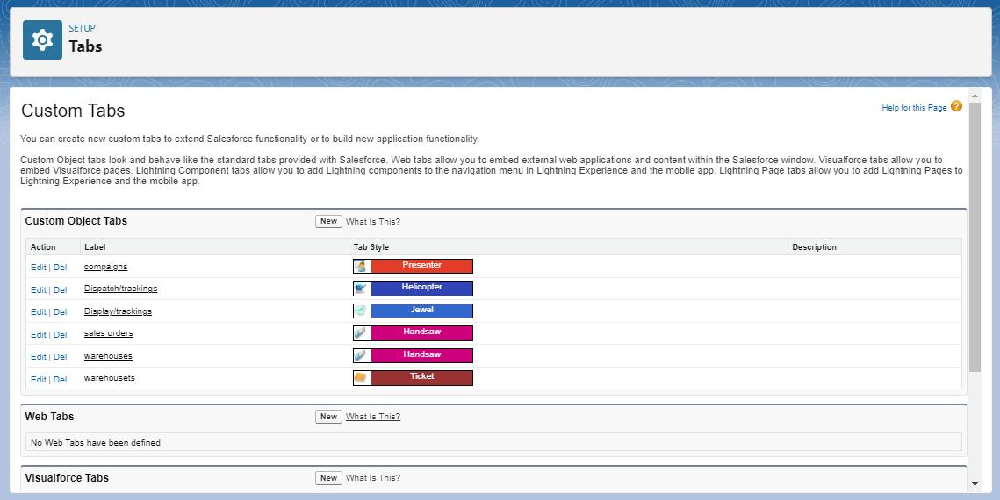 SETUP
Tabs
Custom Tabs
Help for this Page ?
You can create new custom tabs to extend Salesforce functionality or to build new application functionality.
Custom Object tabs look and behave like the standard tabs provided with Salesforce. Web tabs allow you to embed external web applications and content within the Salesforce window. Visualforce tabs allow you to
embed Visualforce pages. Lightning Component tabs allow you to add Lightning components to the navigation menu in Lightning Experience and the mobile app. Lightning Page tabs allow you to add Lightning Pages to
Lightning Experience and the mobile app.
Custom Object Tabs New What Is This?
Action Label Tab Style Description
Edit | Del compaigns Presenter
Edit | Del Dispatch/trackings Helicopter
Edit | Del Display/trackings Jewel
Edit | Del sales orders Handsaw
Edit | Del warehouses Handsaw
Edit | Del warehousets Ticket
Web Tabs New What Is This?
No Web Tabs have been defined
Visualforce Tabs New What Is This?